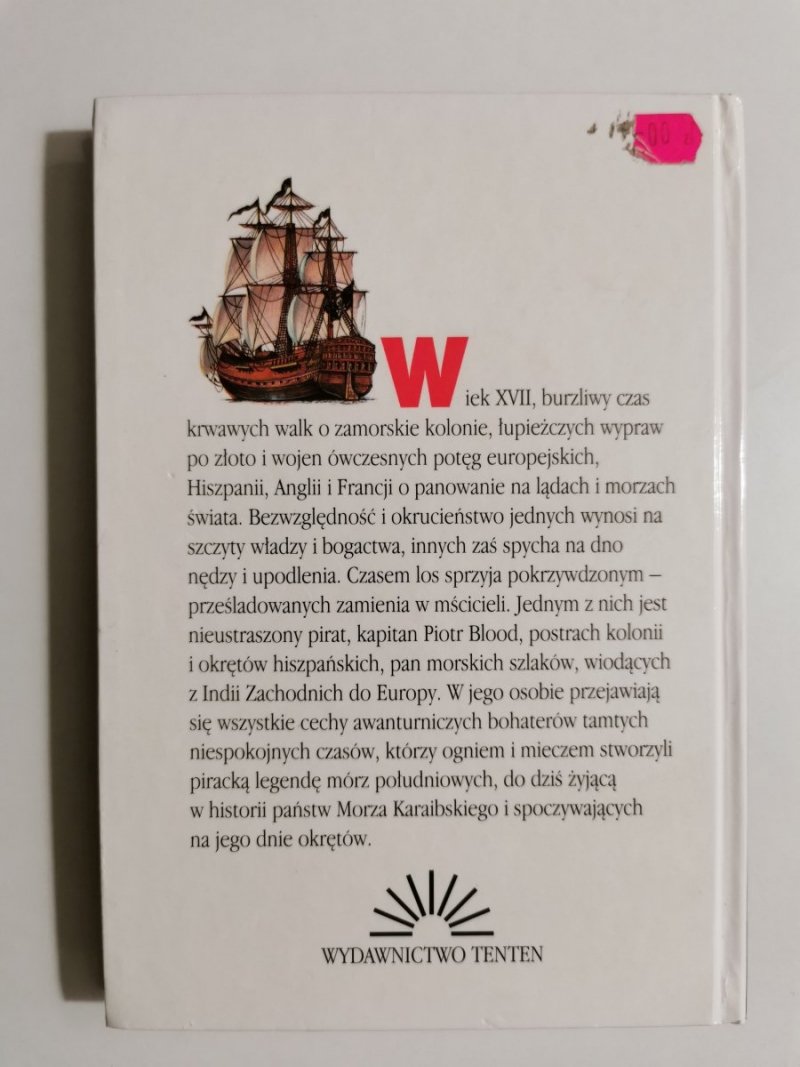 00 zł
Wiek XVII, burzliwy czas
krwawych walk o zamorskie kolonie, łupieżczych wypraw
po złoto i wojen ówczesnych potęg europejskich,
Hiszpanii, Anglii i Francji o panowanie na lądach i morzach
świata. Bezwzględność i okrucieństwo jednych wynosi na
szczyty władzy i bogactwa, innych zaś spycha na dno
nędzy i upodlenia. Czasem los sprzyja pokrzywdzonym –
prześladowanych zamienia w mścicieli. Jednym z nich jest
nieustraszony pirat, kapitan Piotr Blood, postrach kolonii
i okrętów hiszpańskich, pan morskich szlaków, wiodących
z Indii Zachodnich do Europy. W jego osobie przejawiają
się wszystkie cechy awanturniczych bohaterów tamtych
niespokojnych czasów, którzy ogniem i mieczem stworzyli
piracką legendę mórz południowych, do dziś żyjącą
w historii państw Morza Karaibskiego i spoczywających
na jego dnie okrętów.
WYDAWNICTWO TENTEN